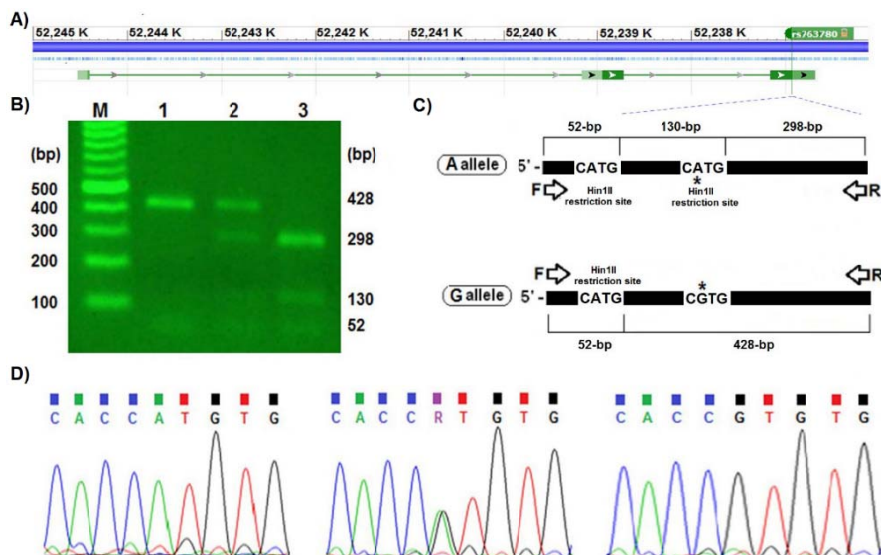 A)
52,245 K 52,244 K 52,243 K 52,242 K 52,241 K 52,240 K 52,239 K 52,238 K rs763780
B)
M 1 2 3
(bp) (bp)
500
400 428
300 298
200
100 130
52
C)
52-bp 130-bp 298-bp
A allele 5'- CATG CATG
*
F Hin1II restriction site Hin1II restriction site R
F Hin1II restriction site * R
G allele 5'- CATG CGTG
52-bp 428-bp
D)
C A C C A T G T G
C A C C R T G T G
C A C C G T G T G